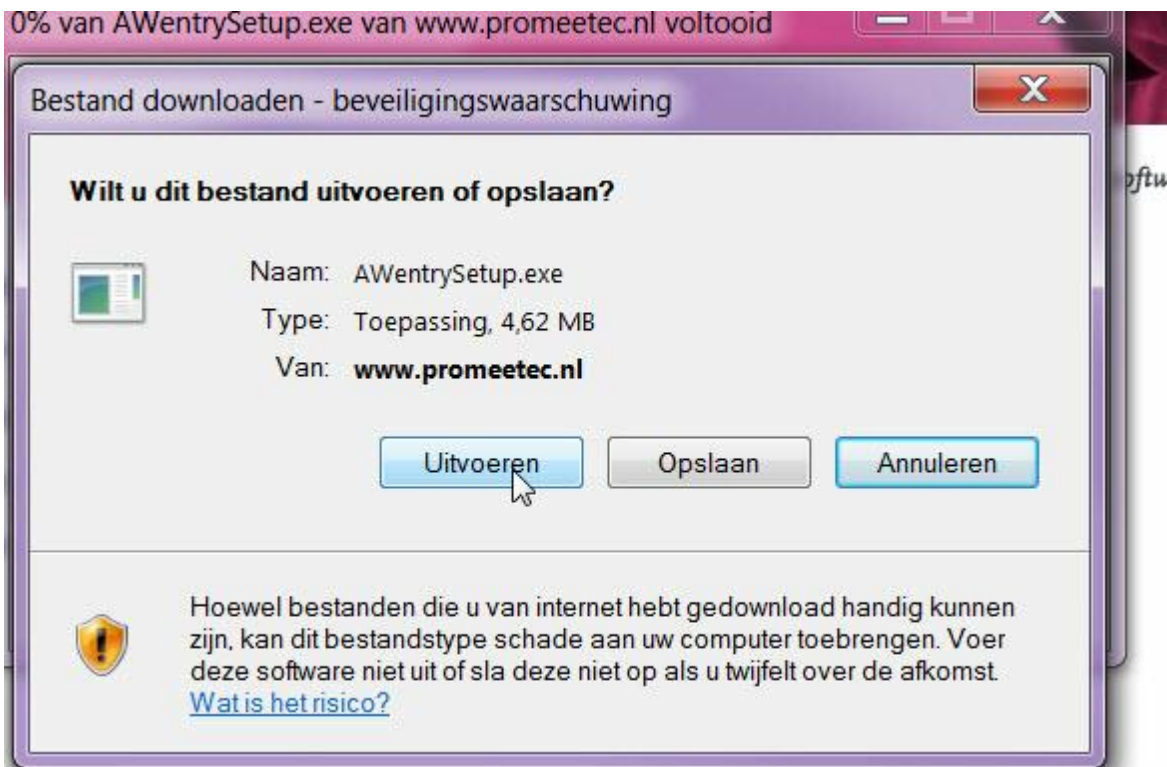 0% van AWentrySetup.exe van www.promeetec.nl voltooid
Bestand downloaden - beveiligingswaarschuwing
Wilt u dit bestand uitvoeren of opslaan?
Naam: AWentrySetup.exe
Type: Toepassing, 4,62 MB
Van: www.promeetec.nl
Uitvoeren Opslaan Annuleren
Hoewel bestanden die u van internet hebt gedownload handig kunnen
zijn, kan dit bestandstype schade aan uw computer toebrengen. Voer
deze software niet uit of sla deze niet op als u twijfelt over de afkomst.
Wat is het risico?